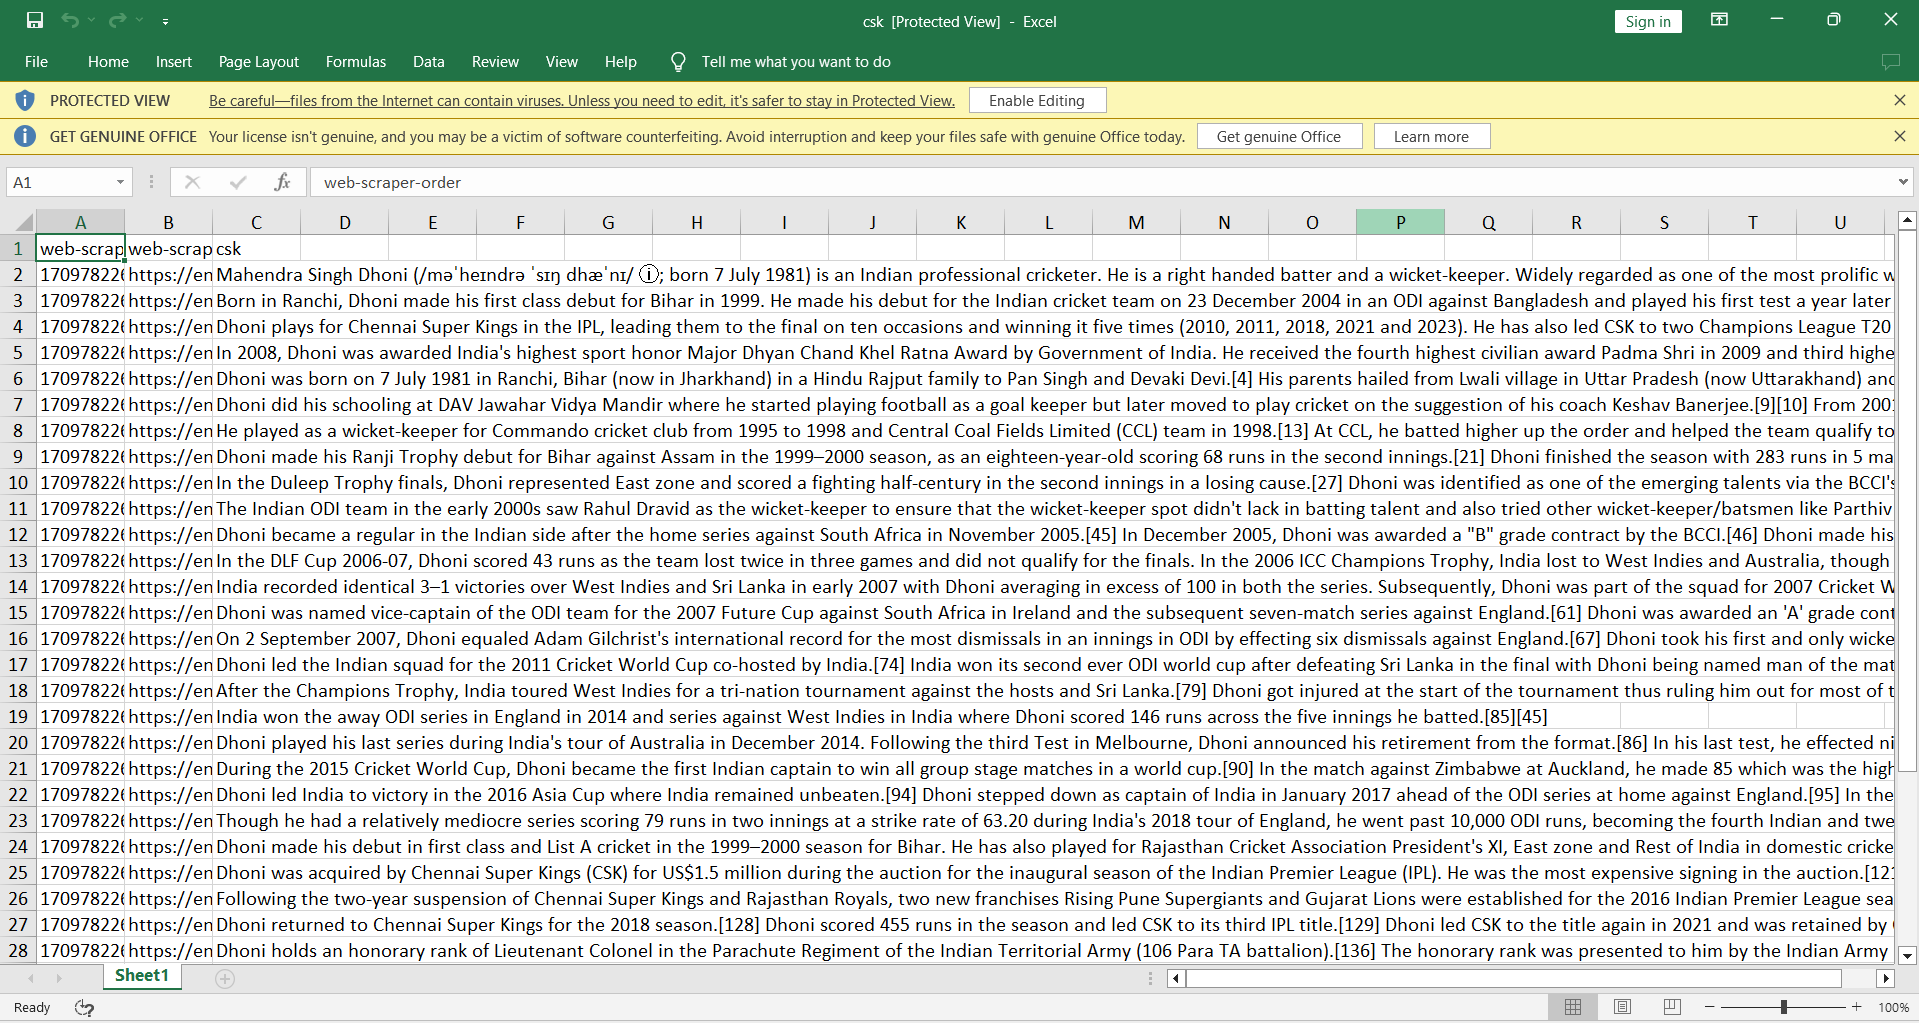 csk [Protected View] - Excel
Sign in
File Home Insert Page Layout Formulas Data Review View Help Tell me what you want to do
PROTECTED VIEW Be careful—files from the Internet can contain viruses. Unless you need to edit, it's safer to stay in Protected View. Enable Editing
GET GENUINE OFFICE Your license isn't genuine, and you may be a victim of software counterfeiting. Avoid interruption and keep your files safe with genuine Office today. Get genuine Office Learn more
A1 fx web-scraper-order
A B C D E F G H I J K L M N O P Q R S T U
1 web-scrap web-scrap csk
2 17097822 https://en Mahendra Singh Dhoni (/məˈheɪndrə ˈsɪŋ dhæˈnɪ/ ⓘ; born 7 July 1981) is an Indian professional cricketer. He is a right handed batter and a wicket-keeper. Widely regarded as one of the most prolific w
3 17097822 https://en Born in Ranchi, Dhoni made his first class debut for Bihar in 1999. He made his debut for the Indian cricket team on 23 December 2004 in an ODI against Bangladesh and played his first test a year later
4 17097822 https://en Dhoni plays for Chennai Super Kings in the IPL, leading them to the final on ten occasions and winning it five times (2010, 2011, 2018, 2021 and 2023). He has also led CSK to two Champions League T20
5 17097822 https://en In 2008, Dhoni was awarded India's highest sport honor Major Dhyan Chand Khel Ratna Award by Government of India. He received the fourth highest civilian award Padma Shri in 2009 and third highe
6 17097822 https://en Dhoni was born on 7 July 1981 in Ranchi, Bihar (now in Jharkhand) in a Hindu Rajput family to Pan Singh and Devaki Devi.[4] His parents hailed from Lwali village in Uttar Pradesh (now Uttarakhand) and
7 17097822 https://en Dhoni did his schooling at DAV Jawahar Vidya Mandir where he started playing football as a goal keeper but later moved to play cricket on the suggestion of his coach Keshav Banerjee.[9][10] From 2001
8 17097822 https://en He played as a wicket-keeper for Commando cricket club from 1995 to 1998 and Central Coal Fields Limited (CCL) team in 1998.[13] At CCL, he batted higher up the order and helped the team qualify to
9 17097822 https://en Dhoni made his Ranji Trophy debut for Bihar against Assam in the 1999–2000 season, as an eighteen-year-old scoring 68 runs in the second innings.[21] Dhoni finished the season with 283 runs in 5 ma
10 17097822 https://en In the Duleep Trophy finals, Dhoni represented East zone and scored a fighting half-century in the second innings in a losing cause.[27] Dhoni was identified as one of the emerging talents via the BCCI's
11 17097822 https://en The Indian ODI team in the early 2000s saw Rahul Dravid as the wicket-keeper to ensure that the wicket-keeper spot didn't lack in batting talent and also tried other wicket-keeper/batsmen like Parthiv
12 17097822 https://en Dhoni became a regular in the Indian side after the home series against South Africa in November 2005.[45] In December 2005, Dhoni was awarded a "B" grade contract by the BCCI.[46] Dhoni made his
13 17097822 https://en In the DLF Cup 2006-07, Dhoni scored 43 runs as the team lost twice in three games and did not qualify for the finals. In the 2006 ICC Champions Trophy, India lost to West Indies and Australia, though
14 17097822 https://en India recorded identical 3–1 victories over West Indies and Sri Lanka in early 2007 with Dhoni averaging in excess of 100 in both the series. Subsequently, Dhoni was part of the squad for 2007 Cricket W
15 17097822 https://en Dhoni was named vice-captain of the ODI team for the 2007 Future Cup against South Africa in Ireland and the subsequent seven-match series against England.[61] Dhoni was awarded an 'A' grade cont
16 17097822 https://en On 2 September 2007, Dhoni equaled Adam Gilchrist's international record for the most dismissals in an innings in ODI by effecting six dismissals against England.[67] Dhoni took his first and only wicke
17 17097822 https://en Dhoni led the Indian squad for the 2011 Cricket World Cup co-hosted by India.[74] India won its second ever ODI world cup after defeating Sri Lanka in the final with Dhoni being named man of the mat
18 17097822 https://en After the Champions Trophy, India toured West Indies for a tri-nation tournament against the hosts and Sri Lanka.[79] Dhoni got injured at the start of the tournament thus ruling him out for most of t
19 17097822 https://en India won the away ODI series in England in 2014 and series against West Indies in India where Dhoni scored 146 runs across the five innings he batted.[85][45]
20 17097822 https://en Dhoni played his last series during India's tour of Australia in December 2014. Following the third Test in Melbourne, Dhoni announced his retirement from the format.[86] In his last test, he effected ni
21 17097822 https://en During the 2015 Cricket World Cup, Dhoni became the first Indian captain to win all group stage matches in a world cup.[90] In the match against Zimbabwe at Auckland, he made 85 which was the high
22 17097822 https://en Dhoni led India to victory in the 2016 Asia Cup where India remained unbeaten.[94] Dhoni stepped down as captain of India in January 2017 ahead of the ODI series at home against England.[95] In the
23 17097822 https://en Though he had a relatively mediocre series scoring 79 runs in two innings at a strike rate of 63.20 during India's 2018 tour of England, he went past 10,000 ODI runs, becoming the fourth Indian and twe
24 17097822 https://en Dhoni made his debut in first class and List A cricket in the 1999–2000 season for Bihar. He has also played for Rajasthan Cricket Association President's XI, East zone and Rest of India in domestic cricke
25 17097822 https://en Dhoni was acquired by Chennai Super Kings (CSK) for US$1.5 million during the auction for the inaugural season of the Indian Premier League (IPL). He was the most expensive signing in the auction.[121
26 17097822 https://en Following the two-year suspension of Chennai Super Kings and Rajasthan Royals, two new franchises Rising Pune Supergiants and Gujarat Lions were established for the 2016 Indian Premier League sea
27 17097822 https://en Dhoni returned to Chennai Super Kings for the 2018 season.[128] Dhoni scored 455 runs in the season and led CSK to its third IPL title.[129] Dhoni led CSK to the title again in 2021 and was retained by
28 17097822 https://en Dhoni holds an honorary rank of Lieutenant Colonel in the Parachute Regiment of the Indian Territorial Army (106 Para TA battalion).[136] The honorary rank was presented to him by the Indian Army
Sheet1
Ready 100%